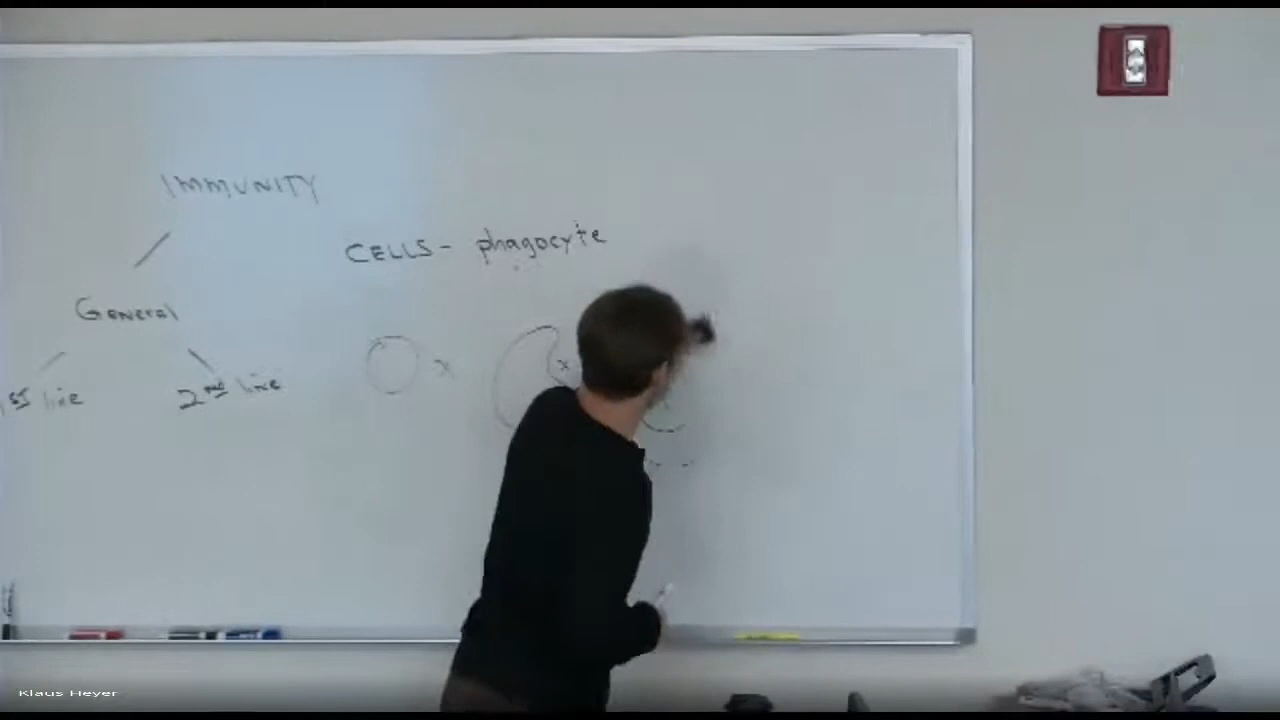 IMMUNITY
CELLS - phagocyte
General
1st line
2nd line
x
x
Klaus Heyer